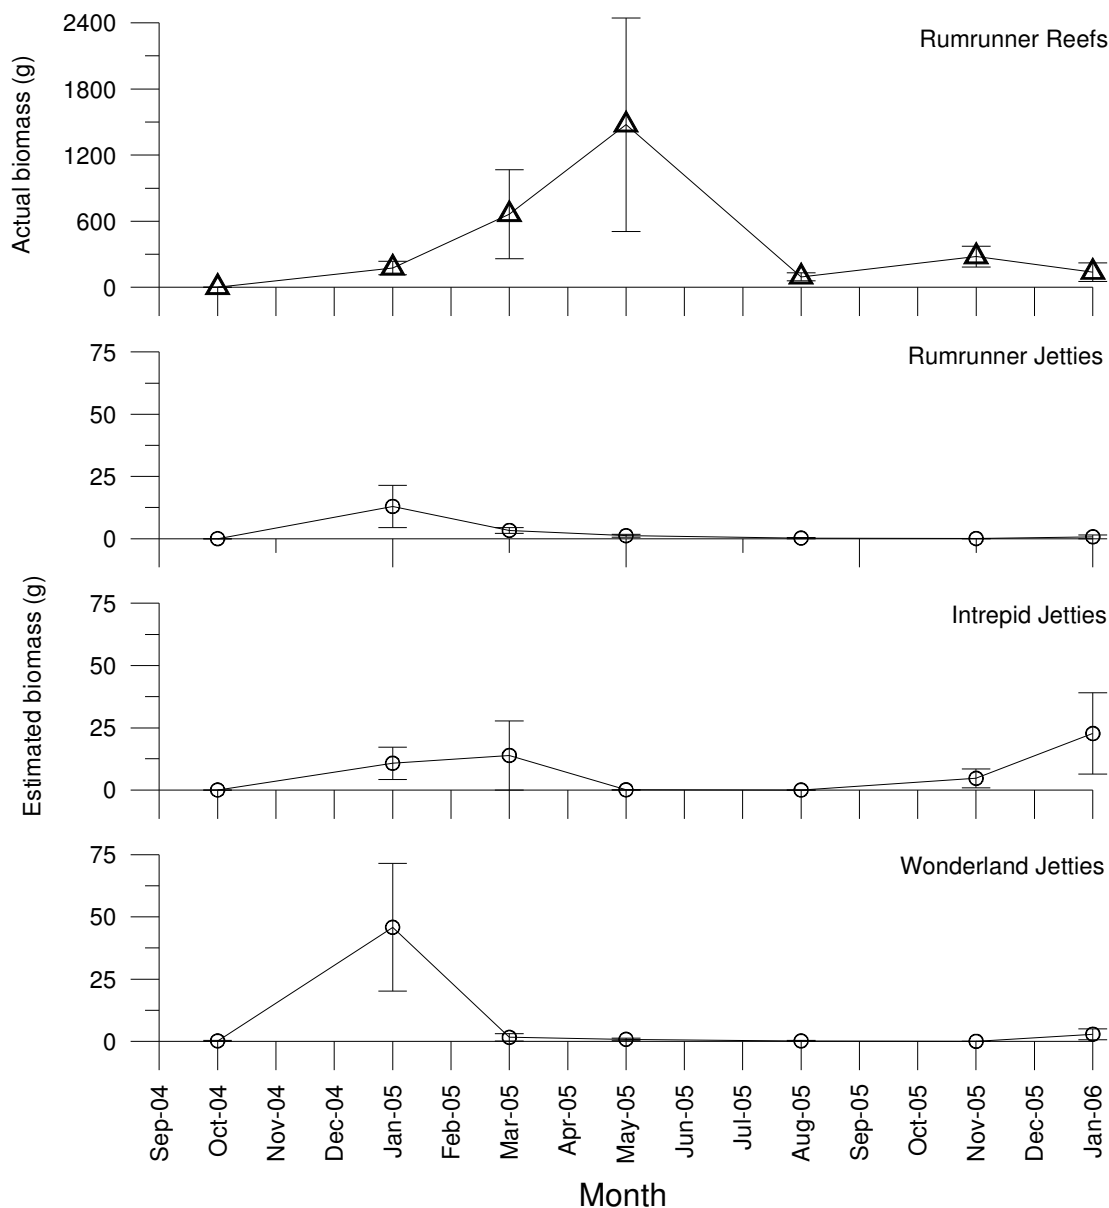 Rumrunner Reefs
Actual biomass (g)
2400
1800
1200
600
0
Rumrunner Jetties
75
50
25
0
Estimated biomass (g)
Intrepid Jetties
75
50
25
0
Wonderland Jetties
75
50
25
0
Sep-04
Oct-04
Nov-04
Dec-04
Jan-05
Feb-05
Mar-05
Apr-05
May-05
Jun-05
Jul-05
Aug-05
Sep-05
Oct-05
Nov-05
Dec-05
Jan-06
Month